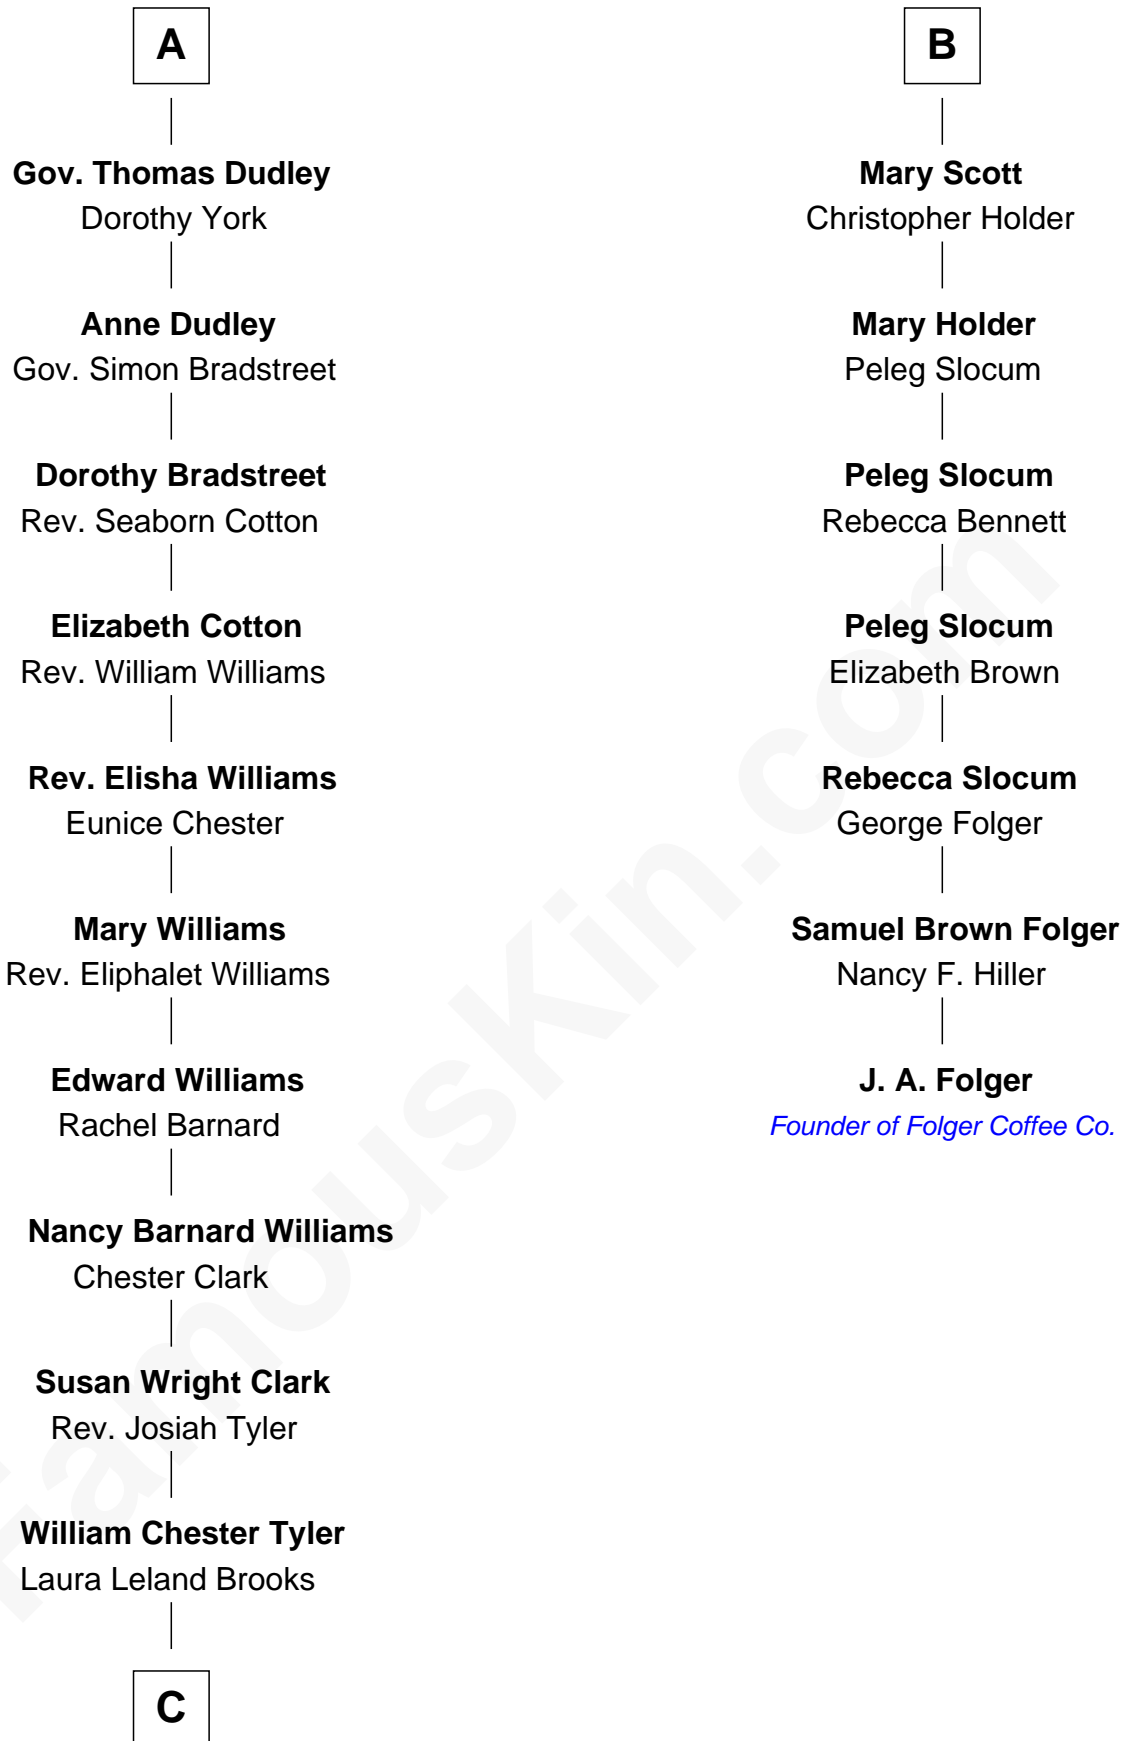 A
Gov. Thomas Dudley
Dorothy York
Anne Dudley
Gov. Simon Bradstreet
Dorothy Bradstreet
Rev. Seaborn Cotton
Elizabeth Cotton
Rev. William Williams
Rev. Elisha Williams
Eunice Chester
Mary Williams
Rev. Eliphalet Williams
Edward Williams
Rachel Barnard
Nancy Barnard Williams
Chester Clark
Susan Wright Clark
Rev. Josiah Tyler
William Chester Tyler
Laura Leland Brooks
C
B
Mary Scott
Christopher Holder
Mary Holder
Peleg Slocum
Peleg Slocum
Rebecca Bennett
Peleg Slocum
Elizabeth Brown
Rebecca Slocum
George Folger
Samuel Brown Folger
Nancy F. Hiller
J. A. Folger
Founder of Folger Coffee Co.
FamousKin.com